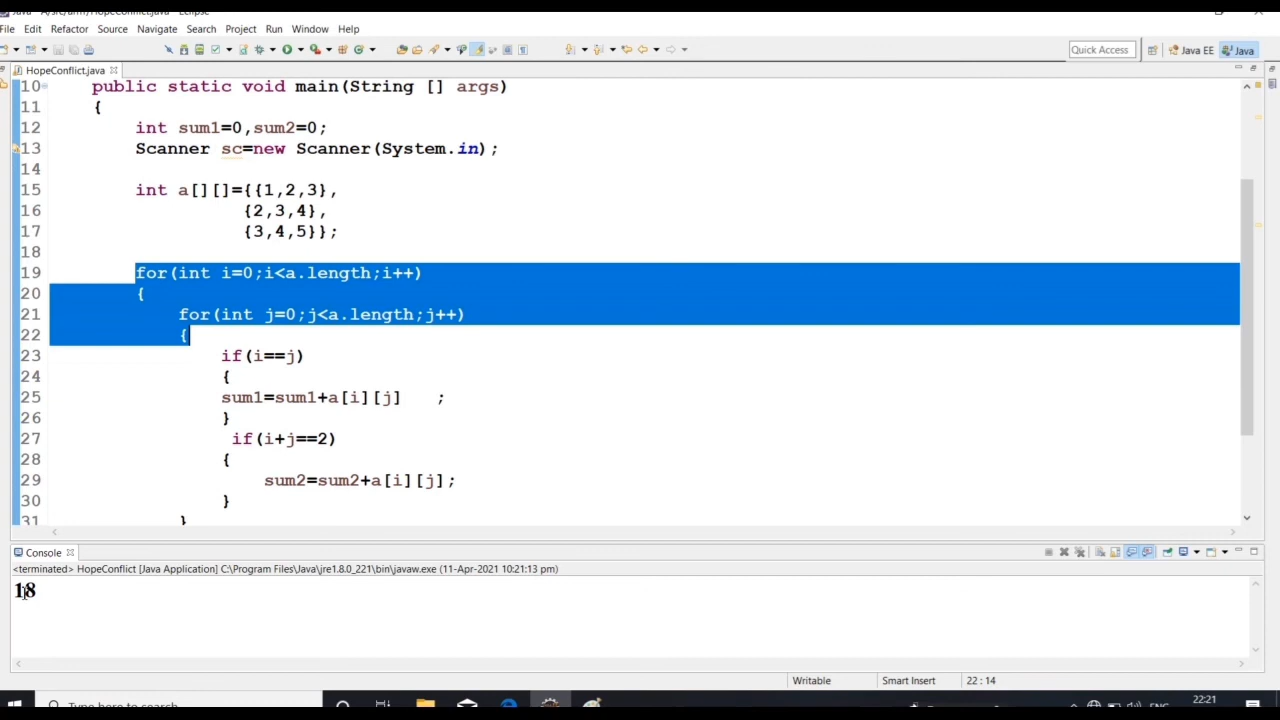 File Edit Refactor Source Navigate Search Project Run Window Help
Quick Access Java EE Java
HopeConflict.java
10 public static void main(String [] args)
11 {
12 int sum1=0,sum2=0;
13 Scanner sc=new Scanner(System.in);
14
15 int a[][]={{1,2,3},
16 {2,3,4},
17 {3,4,5}};
18
19 for(int i=0;i<a.length;i++)
20 {
21 for(int j=0;j<a.length;j++)
22 {
23 if(i==j)
24 {
25 sum1=sum1+a[i][j] ;
26 }
27 if(i+j==2)
28 {
29 sum2=sum2+a[i][j];
30 }
31 }
Console
<terminated> HopeConflict [Java Application] C:\Program Files\Java\jre1.8.0_221\bin\javaw.exe (11-Apr-2021 10:21:13 pm)
18
Writable Smart Insert 22 : 14
Type here to search
ENG 22:21